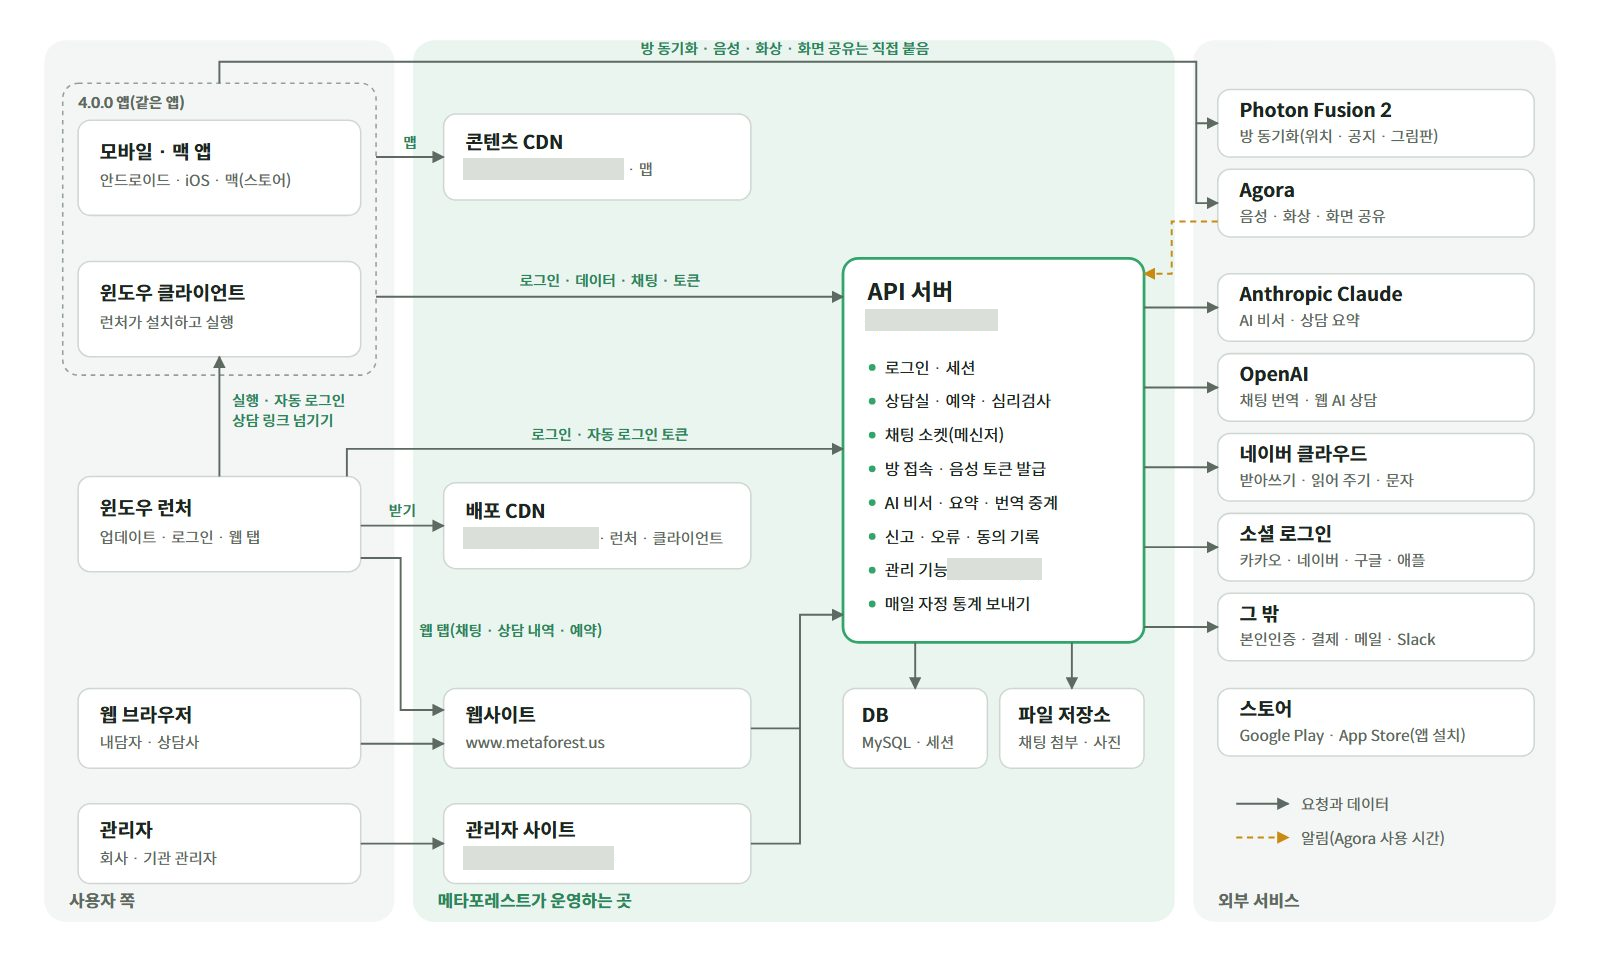 방 동기화 · 음성 · 화상 · 화면 공유는 직접 붙음
4.0.0 앱(같은 앱)
모바일 · 맥 앱
안드로이드 · iOS · 맥(스토어)
윈도우 클라이언트
런처가 설치하고 실행
실행 · 자동 로그인
상담 링크 넘기기
윈도우 런처
업데이트 · 로그인 · 웹 탭
웹 브라우저
내담자 · 상담사
관리자
회사 · 기관 관리자
사용자 쪽
맵
콘텐츠 CDN
· 맵
로그인 · 데이터 · 채팅 · 토큰
로그인 · 자동 로그인 토큰
받기
배포 CDN
· 런처 · 클라이언트
웹 탭(채팅 · 상담 내역 · 예약)
웹사이트
www.metaforest.us
관리자 사이트
메타포레스트가 운영하는 곳
API 서버
로그인 · 세션
상담실 · 예약 · 심리검사
채팅 소켓(메신저)
방 접속 · 음성 토큰 발급
AI 비서 · 요약 · 번역 중계
신고 · 오류 · 동의 기록
관리 기능
매일 자정 통계 보내기
DB
MySQL · 세션
파일 저장소
채팅 첨부 · 사진
Photon Fusion 2
방 동기화(위치 · 공지 · 그림판)
Agora
음성 · 화상 · 화면 공유
Anthropic Claude
AI 비서 · 상담 요약
OpenAI
채팅 번역 · 웹 AI 상담
네이버 클라우드
받아쓰기 · 읽어 주기 · 문자
소셜 로그인
카카오 · 네이버 · 구글 · 애플
그 밖
본인인증 · 결제 · 메일 · Slack
스토어
Google Play · App Store(앱 설치)
요청과 데이터
알림(Agora 사용 시간)
외부 서비스